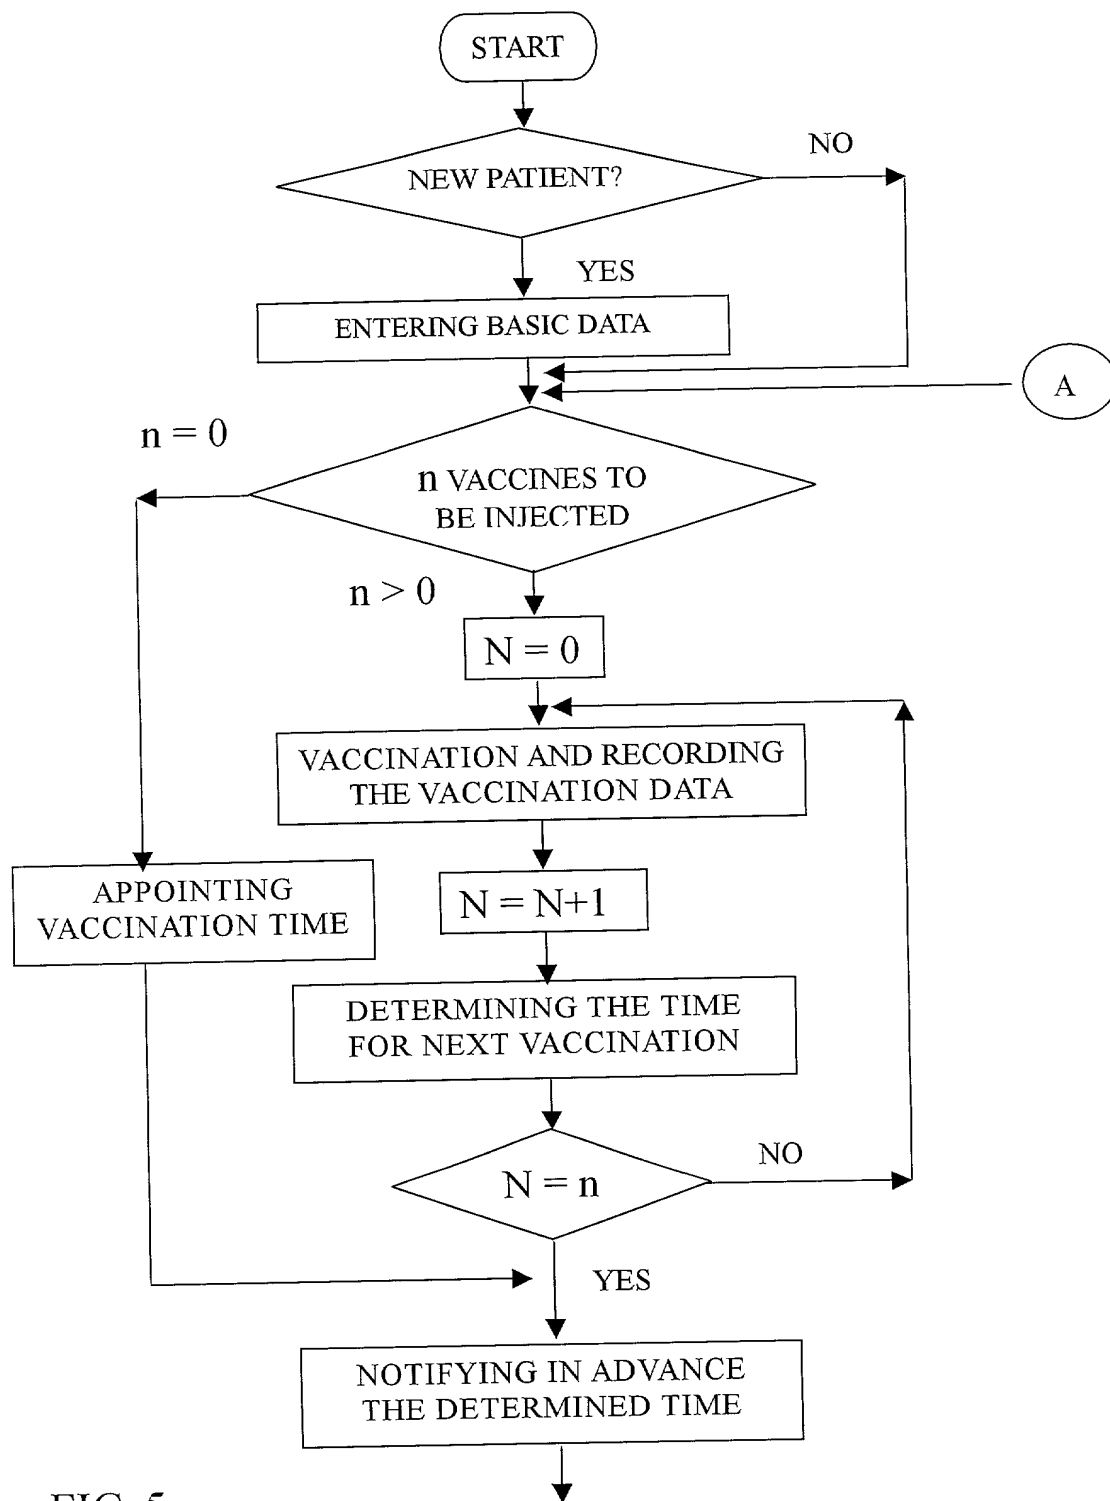 START
NEW PATIENT?
NO
YES
ENTERING BASIC DATA
A
n = 0
n VACCINES TO
BE INJECTED
n > 0
N = 0
VACCINATION AND RECORDING
THE VACCINATION DATA
APPOINTING
VACCINATION TIME
N = N+1
DETERMINING THE TIME
FOR NEXT VACCINATION
N = n
NO
YES
NOTIFYING IN ADVANCE
THE DETERMINED TIME
FIG. 5